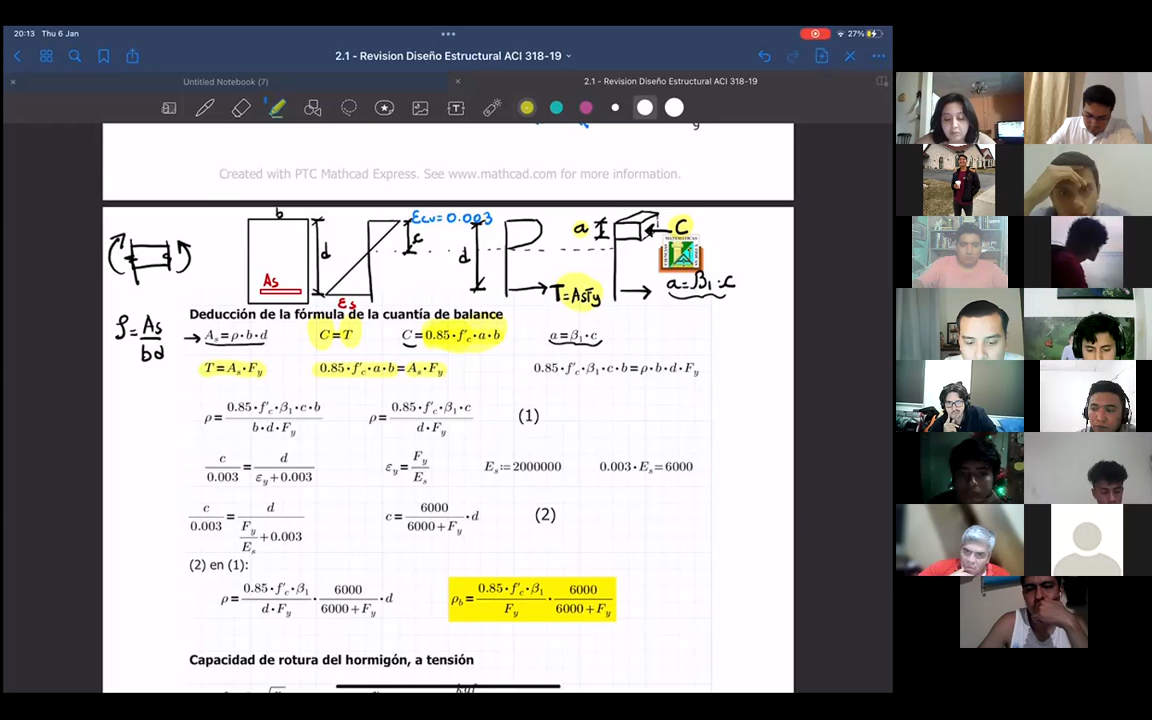 20:13 Thu 6 Jan
27%
2.1 - Revision Diseño Estructural ACI 318-19
Untitled Notebook (7)
2.1 - Revision Diseño Estructural ACI 318-19
Created with PTC Mathcad Express. See www.mathcad.com for more information.
b
d
As
εcu=0.003
c
εs
d
a
C
T=AsFy
a=β1·c
MATEMATICAS
ρ=As/bd
Deducción de la fórmula de la cuantía de balance
As=ρ·b·d C=T C=0.85·f'c·a·b a=β1·c
T=As·Fy 0.85·f'c·a·b=As·Fy 0.85·f'c·β1·c·b=ρ·b·d·Fy
ρ=0.85·f'c·β1·c·b/b·d·Fy ρ=0.85·f'c·β1·c/d·Fy (1)
c/0.003=d/εy+0.003 εy=Fy/Es Es:=2000000 0.003·Es=6000
c/0.003=d/Fy/Es+0.003 c=6000/6000+Fy·d (2)
(2) en (1):
ρ=0.85·f'c·β1/d·Fy·6000/6000+Fy·d ρb=0.85·f'c·β1/Fy·6000/6000+Fy
Capacidad de rotura del hormigón, a tensión